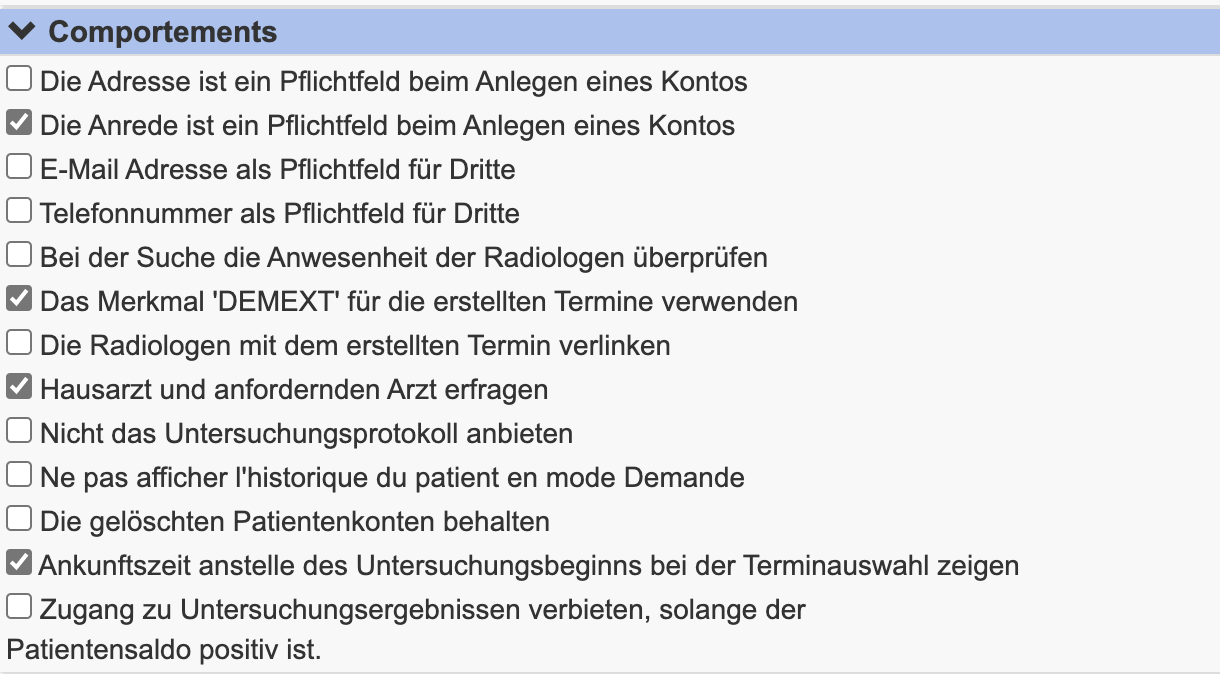 Comportements
Die Adresse ist ein Pflichtfeld beim Anlegen eines Kontos
Die Anrede ist ein Pflichtfeld beim Anlegen eines Kontos
E-Mail Adresse als Pflichtfeld für Dritte
Telefonnummer als Pflichtfeld für Dritte
Bei der Suche die Anwesenheit der Radiologen überprüfen
Das Merkmal 'DEMEXT' für die erstellten Termine verwenden
Die Radiologen mit dem erstellten Termin verlinken
Hausarzt und anfordernden Arzt erfragen
Nicht das Untersuchungsprotokoll anbieten
Ne pas afficher l'historique du patient en mode Demande
Die gelöschten Patientenkonten behalten
Ankunftszeit anstelle des Untersuchungsbeginns bei der Terminauswahl zeigen
Zugang zu Untersuchungsergebnissen verbieten, solange der
Patientensaldo positiv ist.